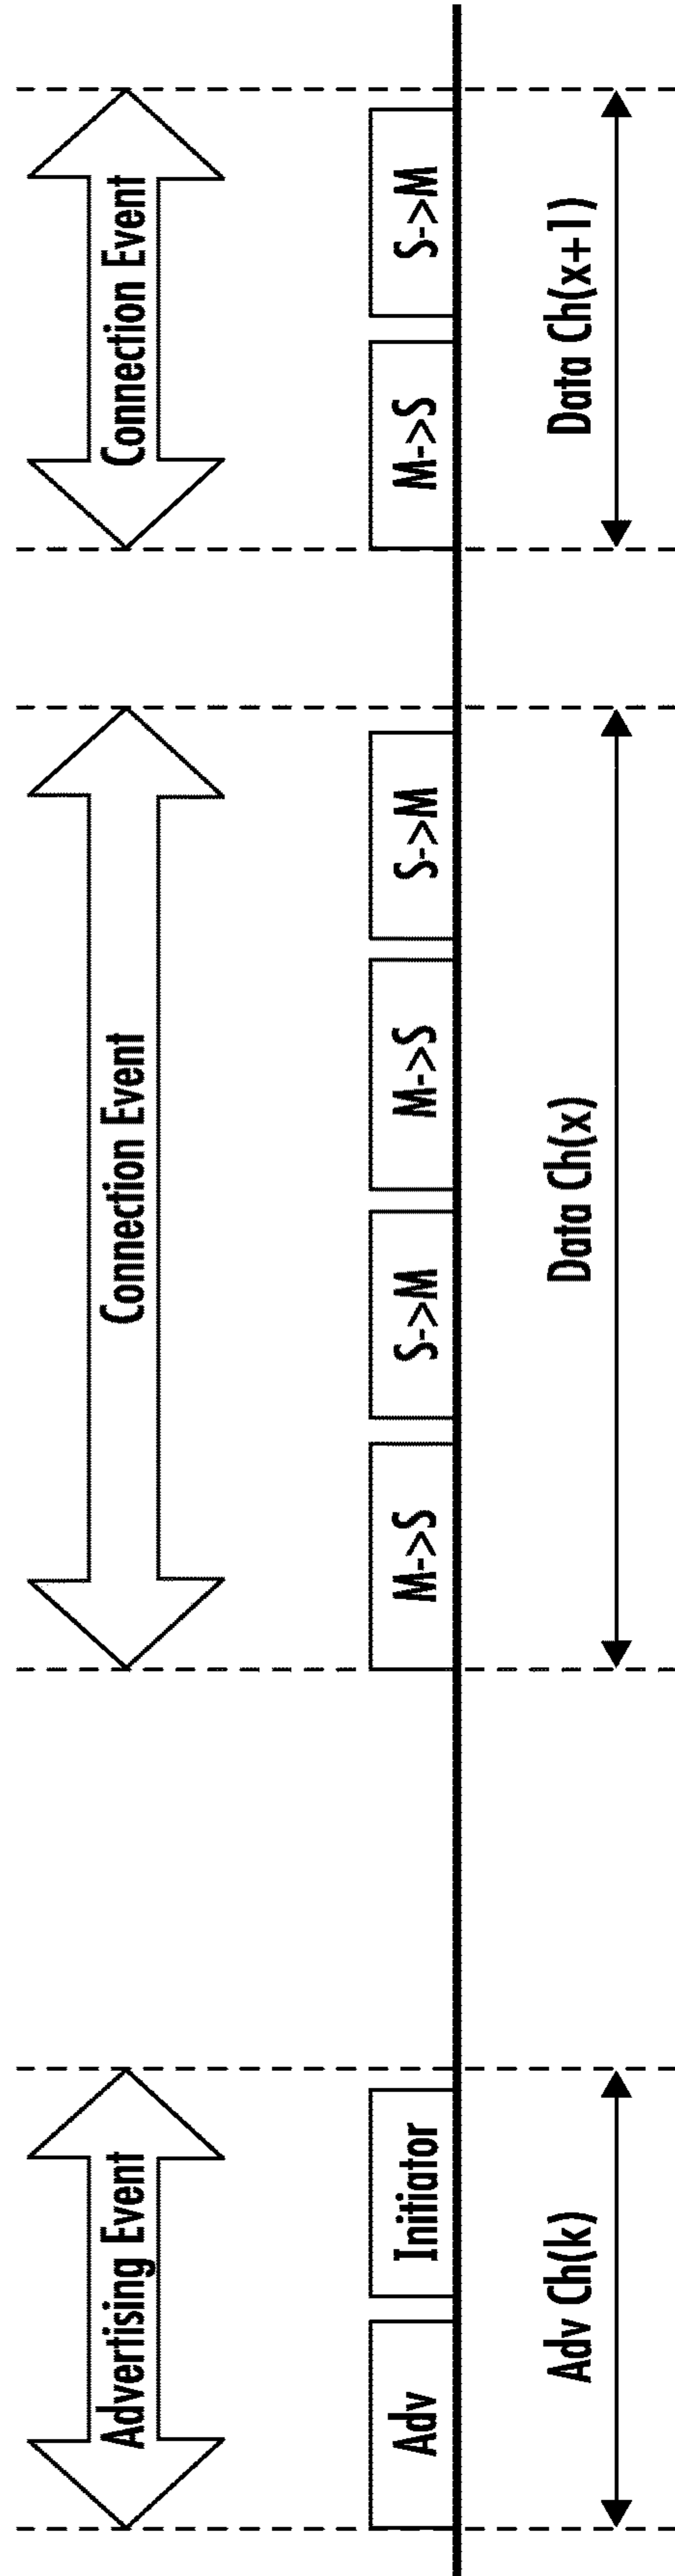 Advertising Event
Connection Event
Connection Event
Adv
Initiator
M->S
S->M
M->S
S->M
M->S
S->M
Adv Ch(k)
Data Ch(x)
Data Ch(x+1)